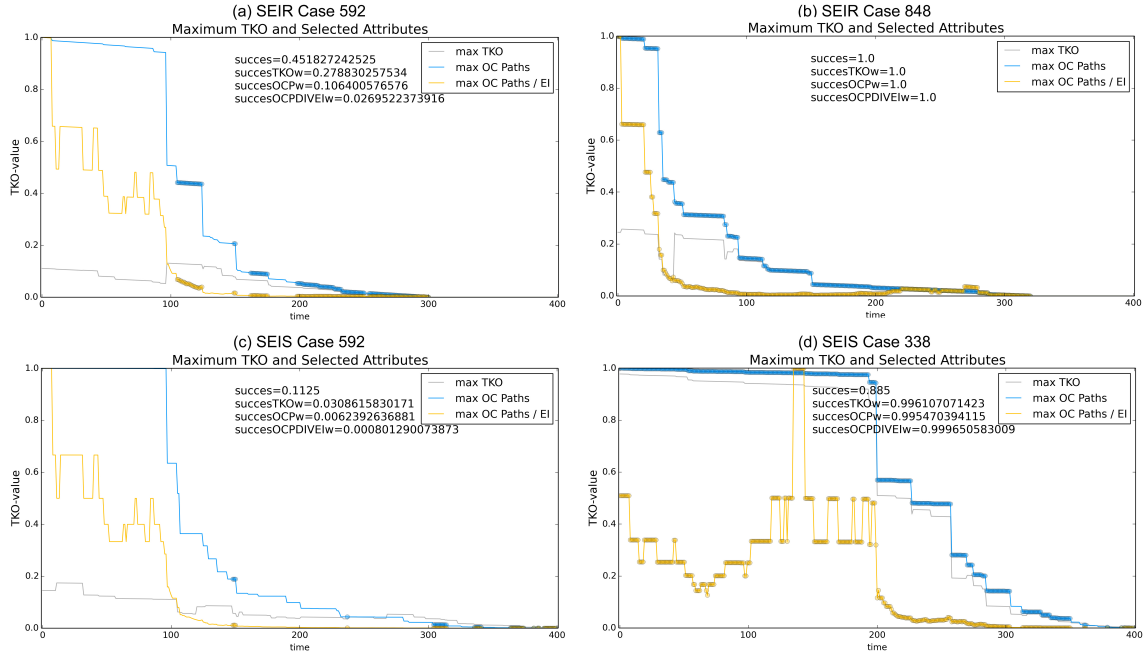 (a) SEIR Case 592
Maximum TKO and Selected Attributes
1.0
0.8
0.6
0.4
0.2
0.0
TKO-value
succes=0.451827242525
succesTKOw=0.278830257534
succesOCPw=0.106400576576
succesOCPDIVEIw=0.0269522373916
max TKO
max OC Paths
max OC Paths / EI
0 100 200 300 400
time
(b) SEIR Case 848
Maximum TKO and Selected Attributes
1.0
0.8
0.6
0.4
0.2
0.0
TKO-value
succes=1.0
succesTKOw=1.0
succesOCPw=1.0
succesOCPDIVEIw=1.0
max TKO
max OC Paths
max OC Paths / EI
0 100 200 300 400
time
(c) SEIS Case 592
Maximum TKO and Selected Attributes
1.0
0.8
0.6
0.4
0.2
0.0
TKO-value
succes=0.1125
succesTKOw=0.0308615830171
succesOCPw=0.0062392636881
succesOCPDIVEIw=0.000801290073873
max TKO
max OC Paths
max OC Paths / EI
0 100 200 300 400
time
(d) SEIS Case 338
Maximum TKO and Selected Attributes
1.0
0.8
0.6
0.4
0.2
0.0
TKO-value
succes=0.885
succesTKOw=0.996107071423
succesOCPw=0.995470394115
succesOCPDIVEIw=0.999650583009
max TKO
max OC Paths
max OC Paths / EI
0 100 200 300 400
time